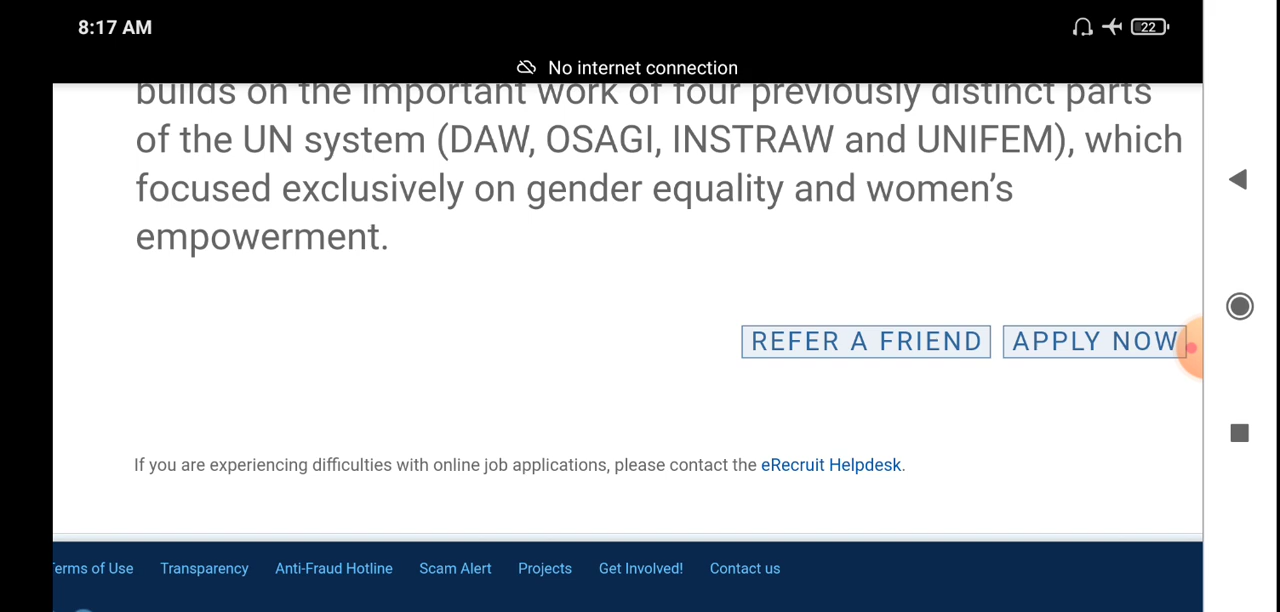 8:17 AM
22
No internet connection
builds on the important work of four previously distinct parts
of the UN system (DAW, OSAGI, INSTRAW and UNIFEM), which
focused exclusively on gender equality and women’s
empowerment.
REFER A FRIEND APPLY NOW
If you are experiencing difficulties with online job applications, please contact the eRecruit Helpdesk.
Terms of Use Transparency Anti-Fraud Hotline Scam Alert Projects Get Involved! Contact us